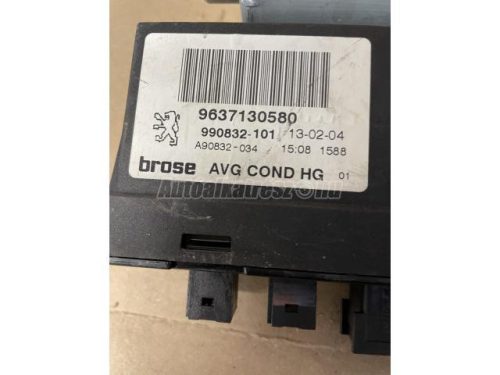 9637130580
990832-101 13-02-04
A90832-034 15:08 1588
brose AVG COND HG 01
Autoalkatresz.hu